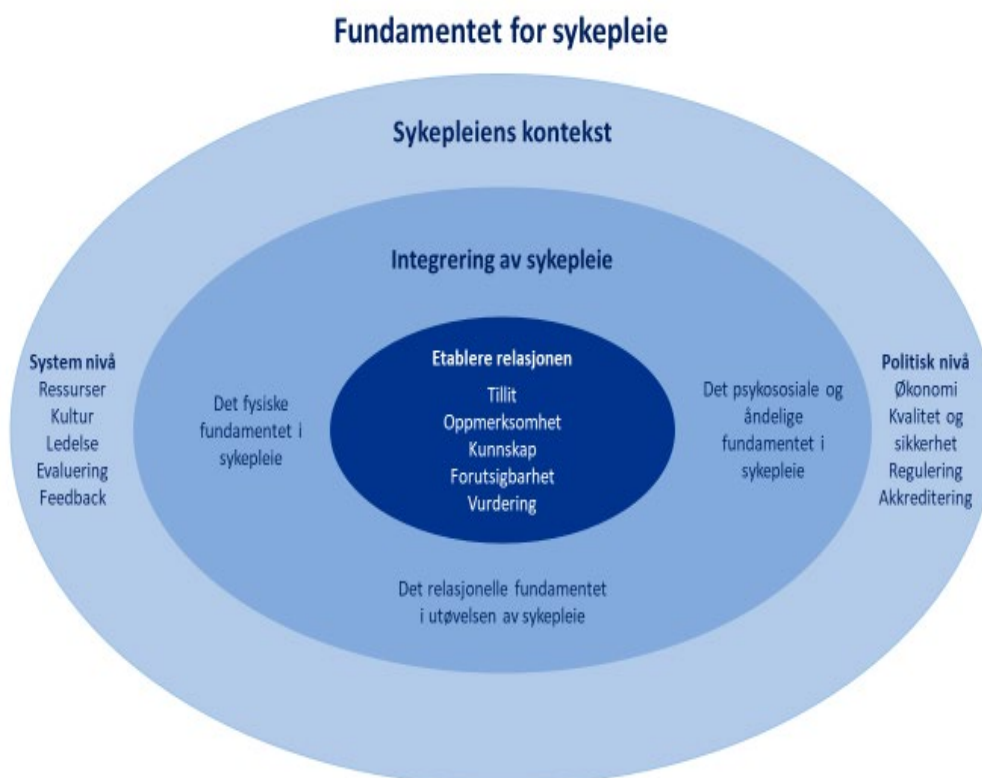 Fundamentet for sykepleie
Sykepleiens kontekst
Integrering av sykepleie
Etablere relasjonen
Tillit
Oppmerksomhet
Kunnskap
Forutsigbarhet
Vurdering
System nivå
Ressurser
Kultur
Ledelse
Evaluering
Feedback
Det fysiske
fundamentet i
sykepleie
Det psykososiale og
åndelige
fundamentet i
sykepleie
Politisk nivå
Økonomi
Kvalitet og
sikkerhet
Regulering
Akkreditering
Det relasjonelle fundamentet
i utøvelsen av sykepleie